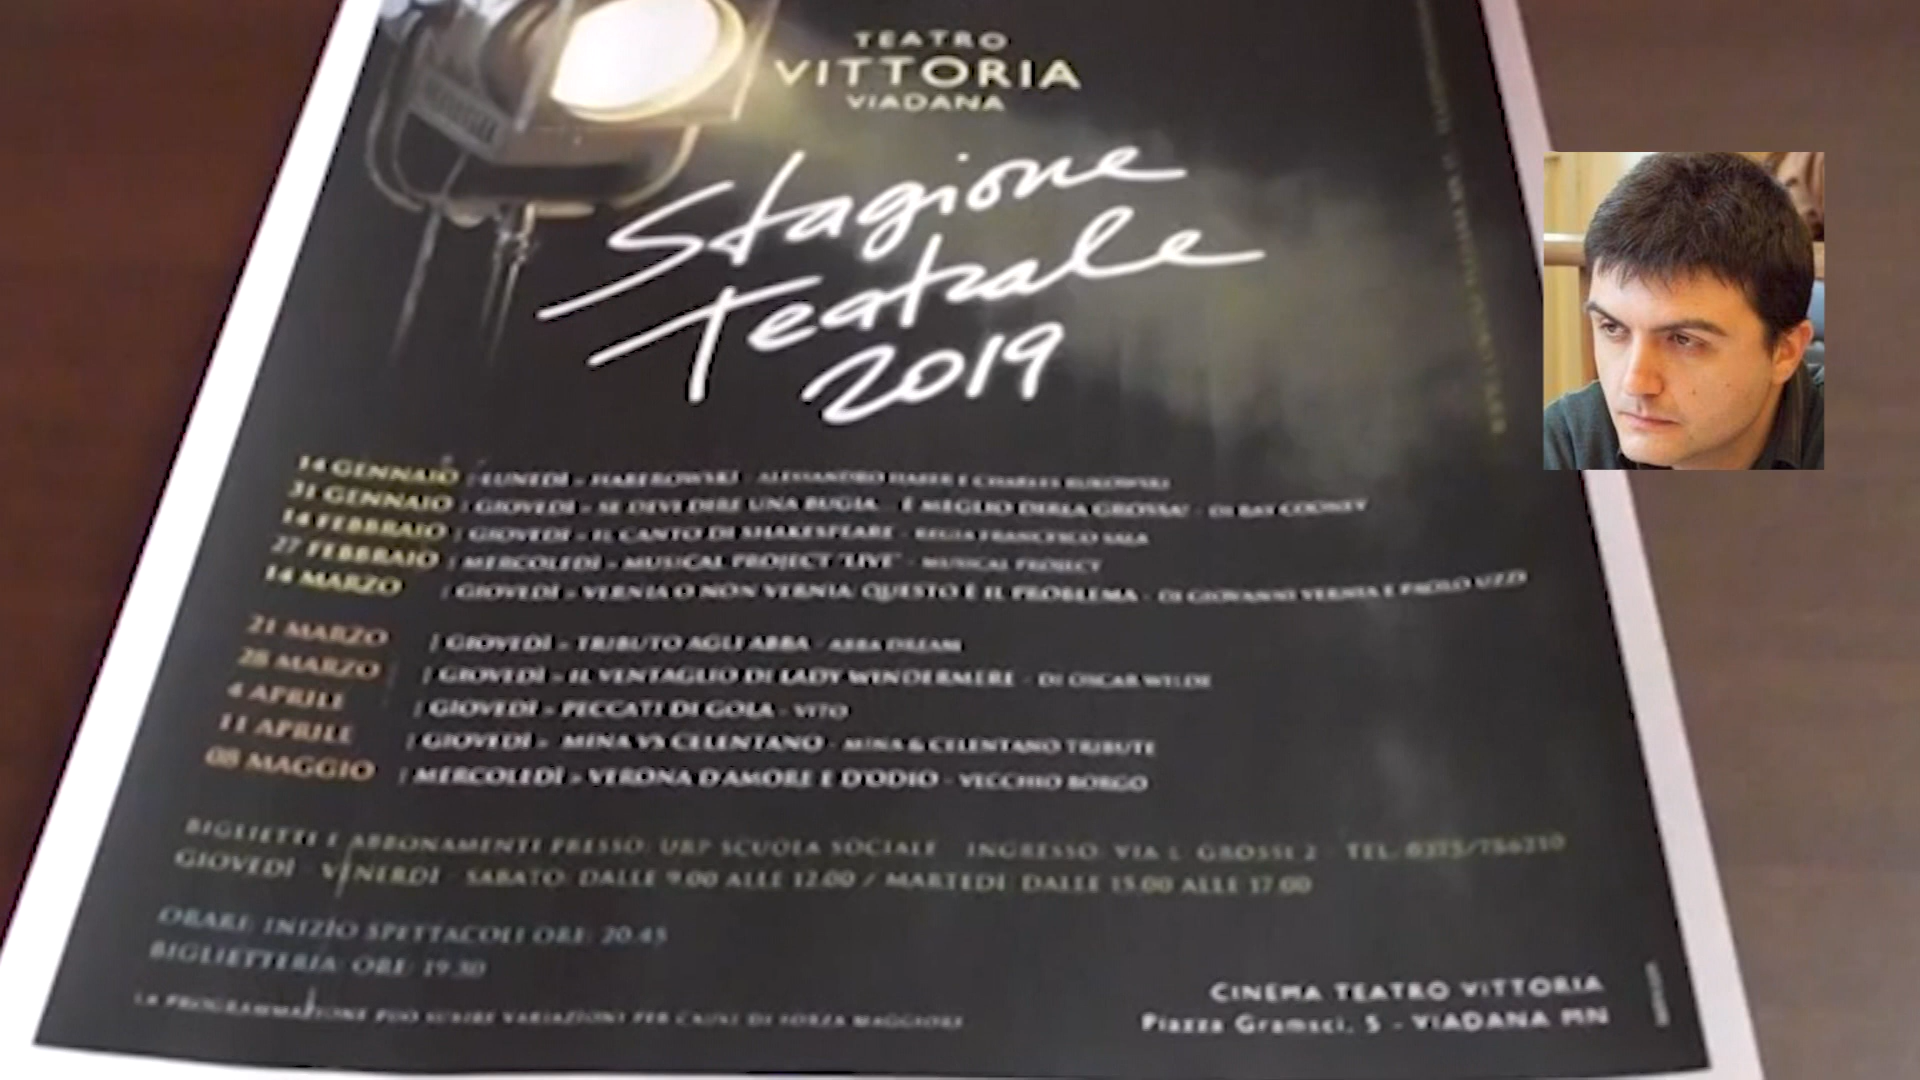 TEATRO
VITTORIA
VIADANA
Stagione
teatrale
2019
14 GENNAIO | LUNEDÌ - HABEROWSKI - ALESSANDRO HABER E CHARLES BUKOWSKI
31 GENNAIO | GIOVEDÌ - SE DEVI DIRE UNA BUGIA... È MEGLIO DIRLA GROSSA! - DI RAY COONEY
14 FEBBRAIO | GIOVEDÌ - IL CANTO DI SHAKESPEARE - REGIA FRANCESCO SALA
27 FEBBRAIO | MERCOLEDÌ - MUSICAL PROJECT "LIVE" - MUSICAL PROJECT
14 MARZO | GIOVEDÌ - VERNIA O NON VERNIA: QUESTO È IL PROBLEMA - DI GIOVANNI VERNIA E PAOLO UZZI
21 MARZO | GIOVEDÌ - TRIBUTO AGLI ABBA - ABBA DREAM
28 MARZO | GIOVEDÌ - IL VENTAGLIO DI LADY WINDERMERE - DI OSCAR WILDE
4 APRILE | GIOVEDÌ - PECCATI DI GOLA - VITO
11 APRILE | GIOVEDÌ - MINA VS CELENTANO - MINA & CELENTANO TRIBUTE
08 MAGGIO | MERCOLEDÌ - VERONA D'AMORE E D'ODIO - VECCHIO BORGO
BIGLIETTI E ABBONAMENTI PRESSO: URP SCUOLA SOCIALE - INGRESSO: VIA L. GROSSI 2 - TEL.
GIOVEDÌ - VENERDÌ - SABATO: DALLE 9.00 ALLE 12.00 / MARTEDÌ: DALLE 15.00 ALLE 17.00
ORARI: INIZIO SPETTACOLI ORE: 20.45
BIGLIETTERIA: ORE: 19.30
LA PROGRAMMAZIONE PUÒ SUBIRE VARIAZIONI PER CAUSE DI FORZA MAGGIORE
CINEMA TEATRO VITTORIA
Piazza Gramsci, 5 - VIADANA MN